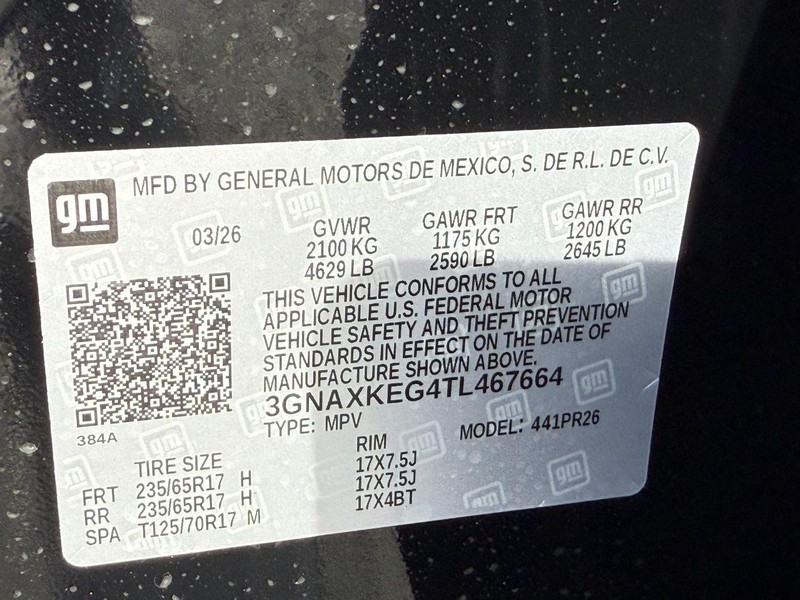 gm
MFD BY GENERAL MOTORS DE MEXICO, S. DE R.L. DE C.V.
03/26
GVWR GAWR FRT GAWR RR
2100 KG 1175 KG 1200 KG
4629 LB 2590 LB 2645 LB
THIS VEHICLE CONFORMS TO ALL
APPLICABLE U.S. FEDERAL MOTOR
VEHICLE SAFETY AND THEFT PREVENTION
STANDARDS IN EFFECT ON THE DATE OF
MANUFACTURE SHOWN ABOVE.
3GNAXKEG4TL467664
TYPE: MPV MODEL: 441PR26
384A
TIRE SIZE RIM
FRT 235/65R17 H 17X7.5J
RR 235/65R17 H 17X7.5J
SPA T125/70R17 M 17X4BT